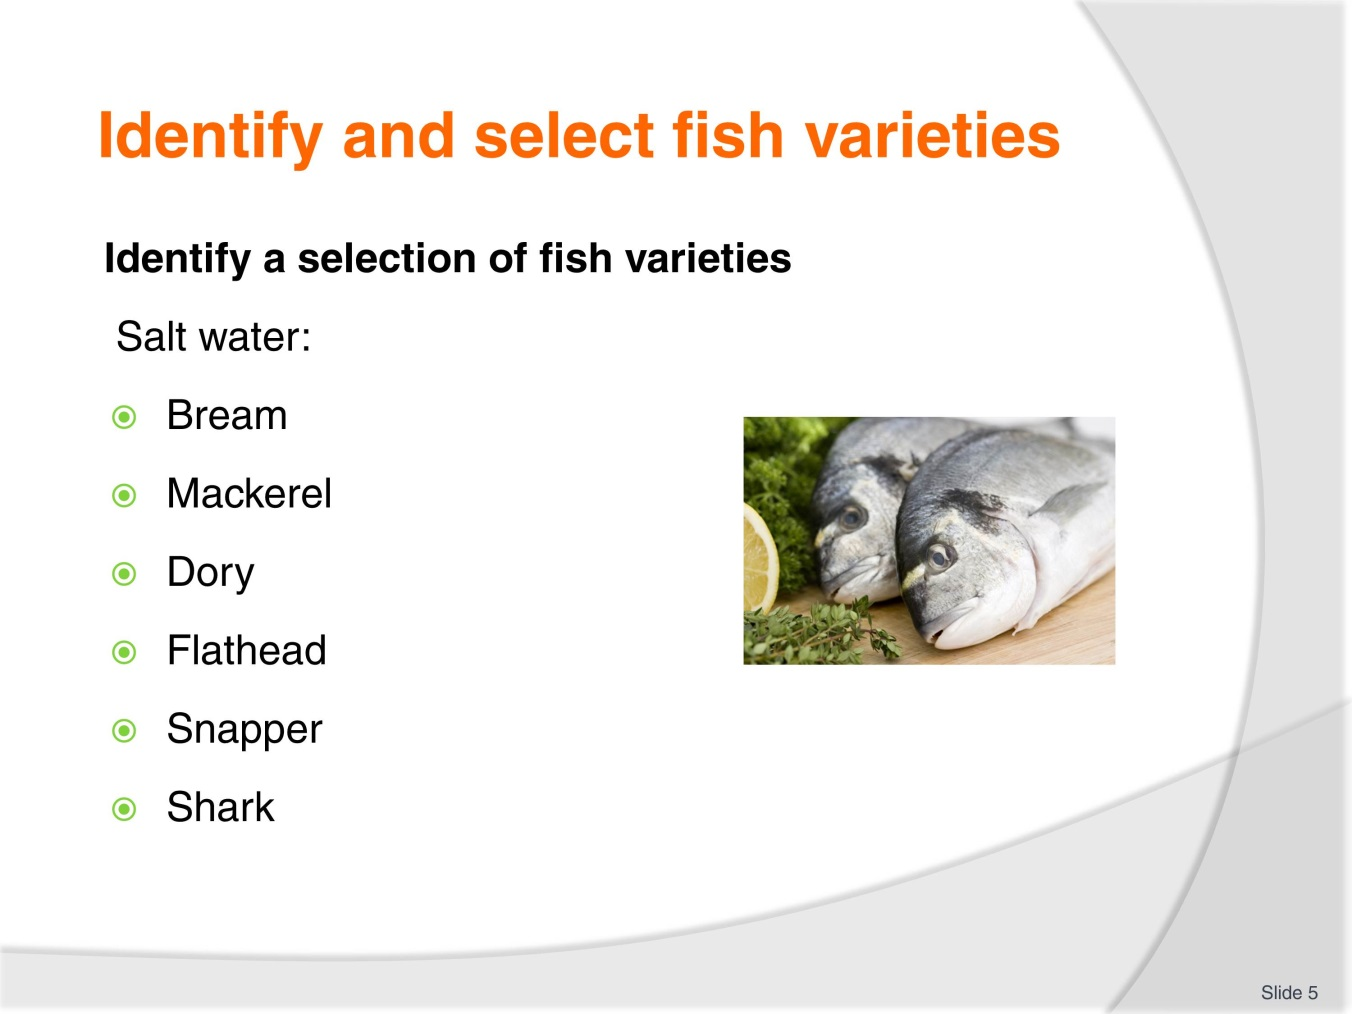 Identify and select fish varieties
Identify a selection of fish varieties
Salt water:
Bream
Mackerel
Dory
Flathead
Snapper
Shark
Slide 5